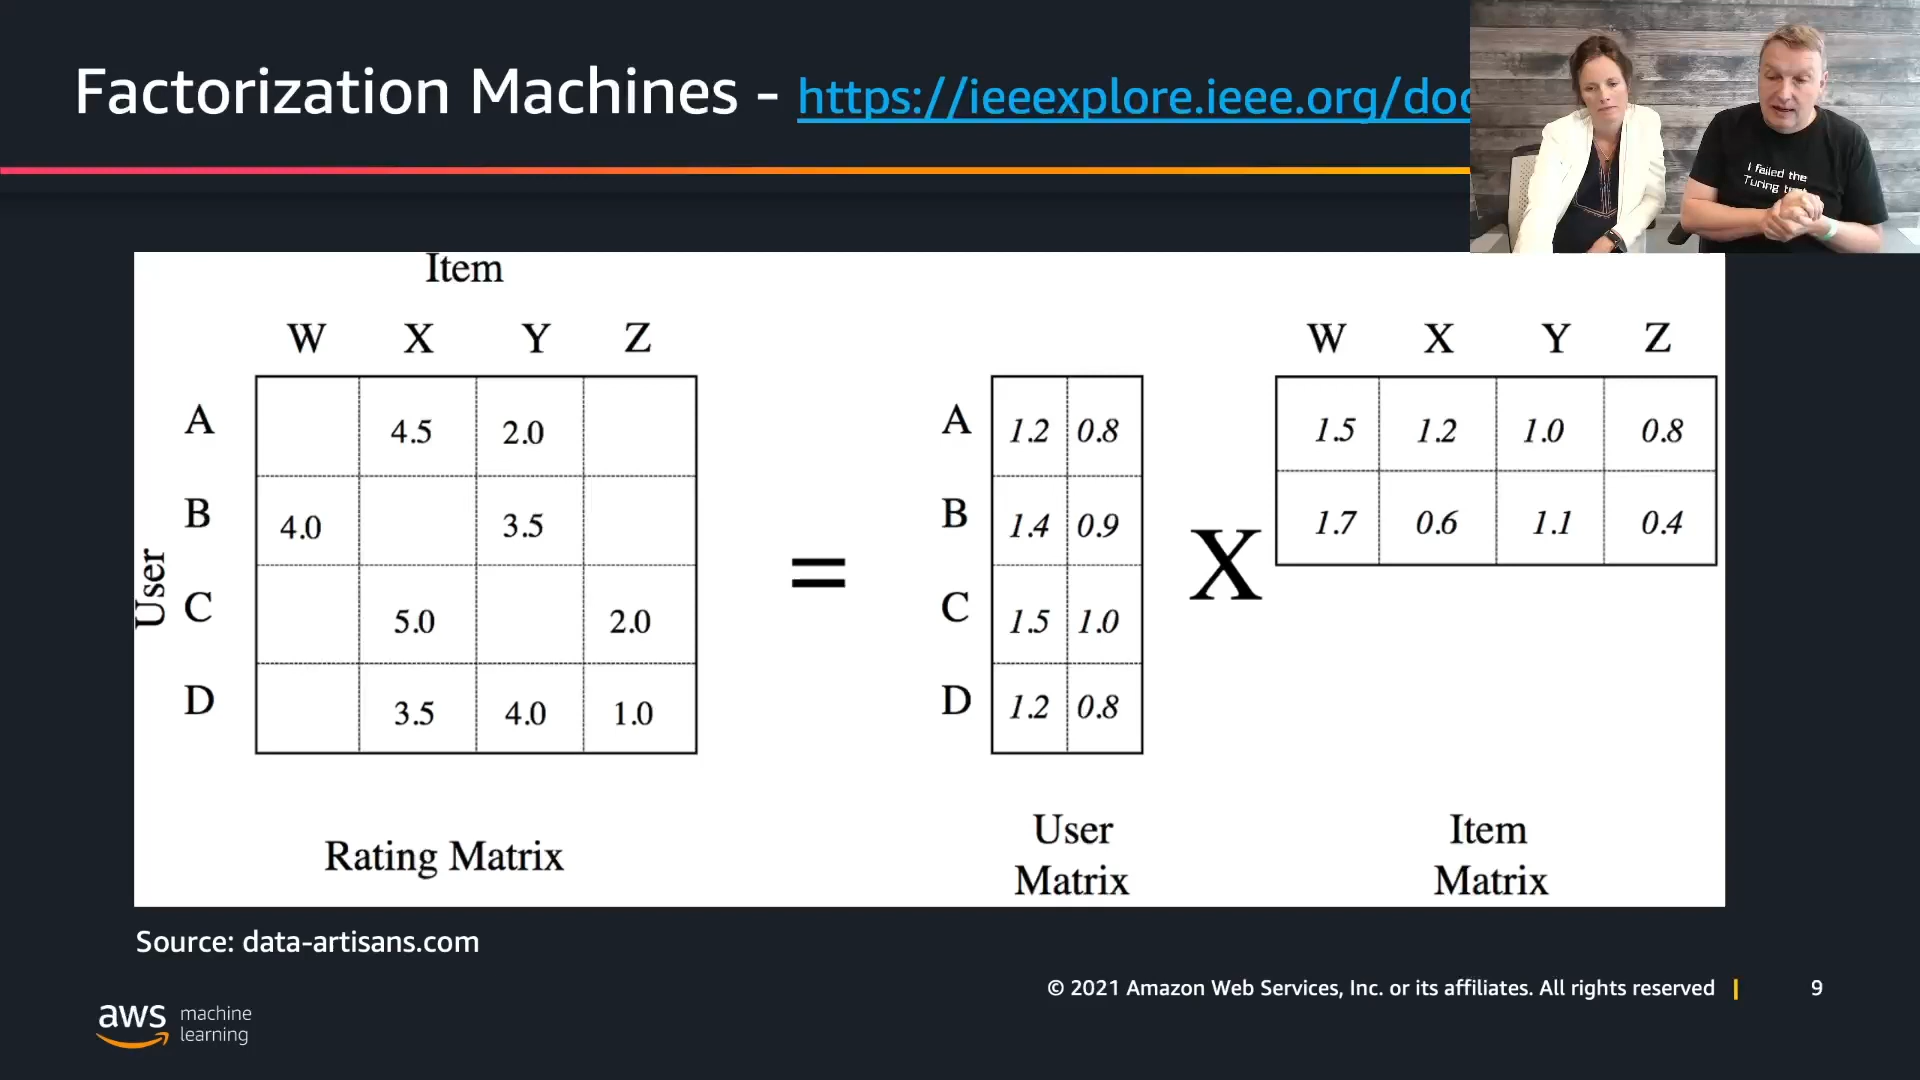 Factorization Machines - https://ieeexplore.ieee.org/doc
I failed the
Turing
Item
W X Y Z
A 4.5 2.0
B 4.0 3.5
C 5.0 2.0
D 3.5 4.0 1.0
User
Rating Matrix
=
A 1.2 0.8
B 1.4 0.9
C 1.5 1.0
D 1.2 0.8
User
Matrix
X
W X Y Z
1.5 1.2 1.0 0.8
1.7 0.6 1.1 0.4
Item
Matrix
Source: data-artisans.com
© 2021 Amazon Web Services, Inc. or its affiliates. All rights reserved | 9
aws machine
learning